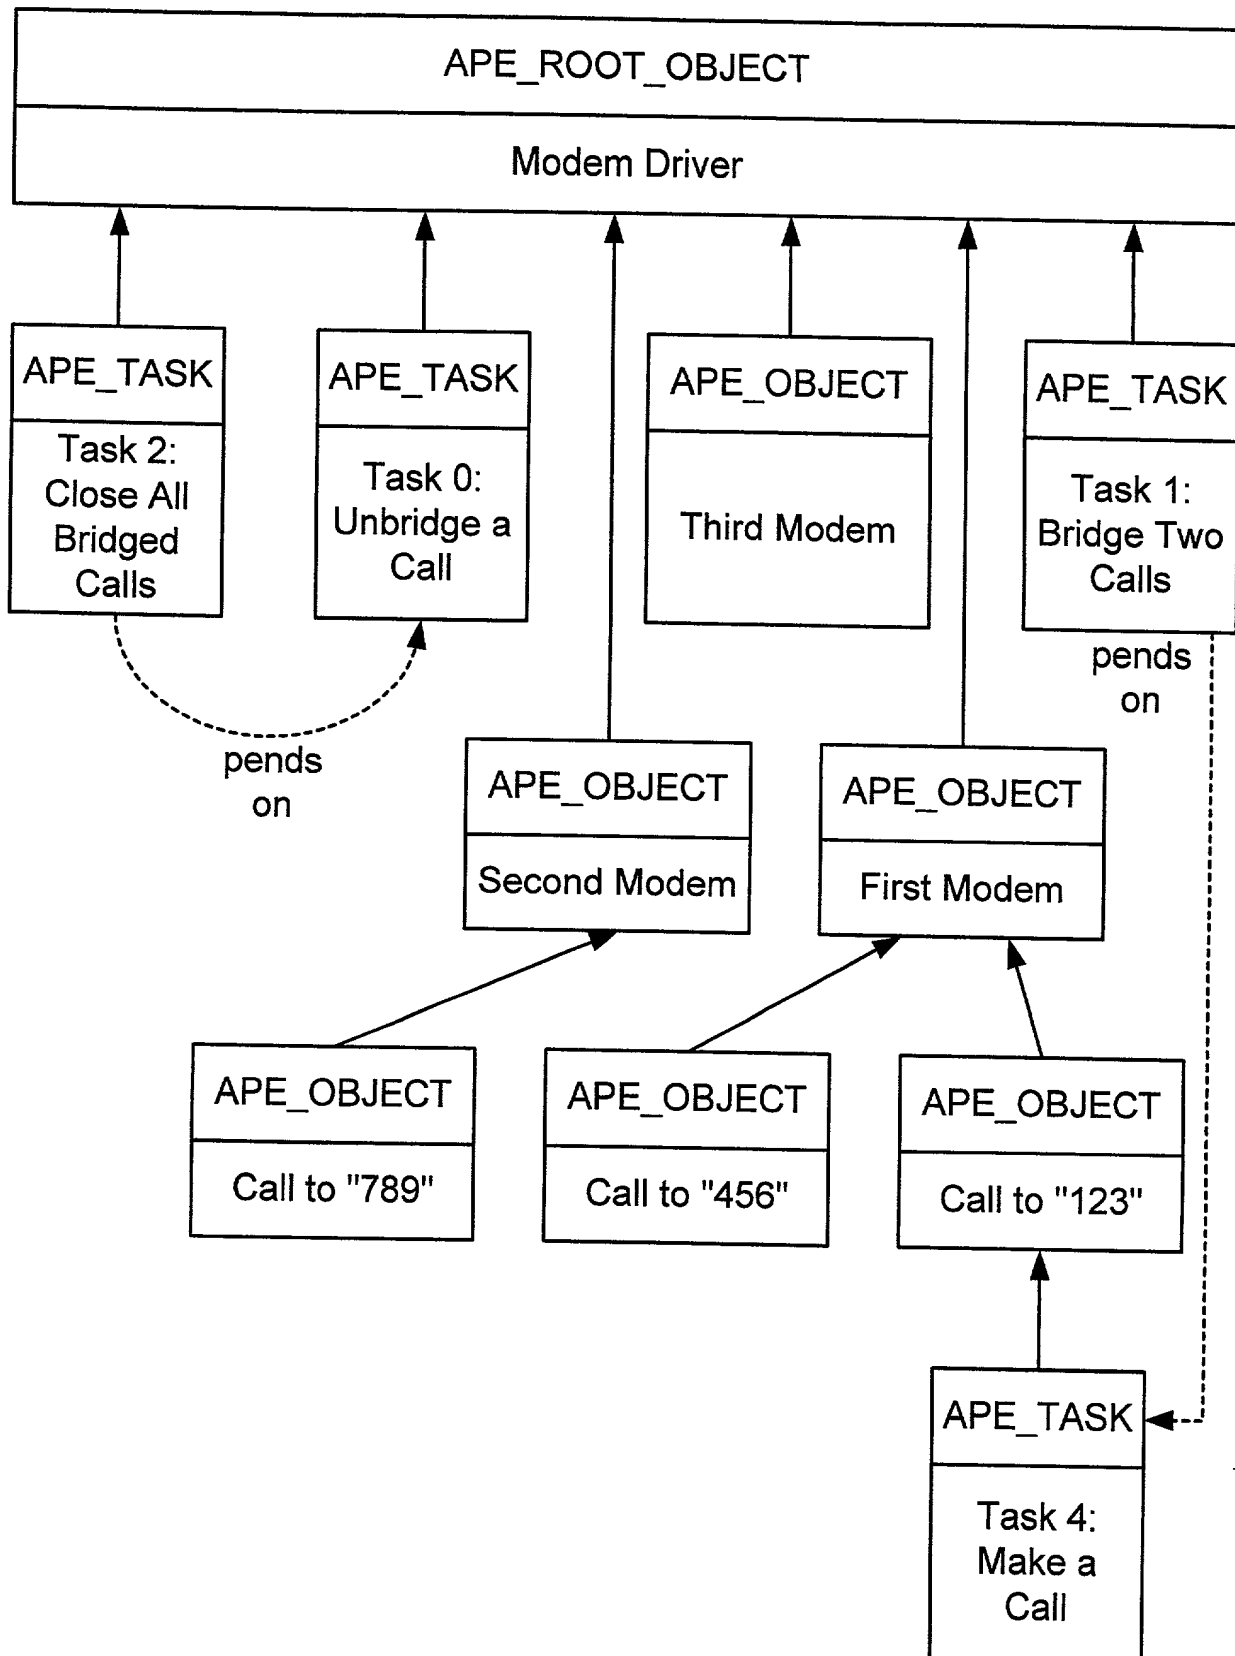 APE_ROOT_OBJECT
Modem Driver
APE_TASK
Task 2:
Close All
Bridged
Calls
APE_TASK
Task 0:
Unbridge a
Call
APE_OBJECT
Third Modem
APE_TASK
Task 1:
Bridge Two
Calls
pends
on
pends
on
APE_OBJECT
Second Modem
APE_OBJECT
First Modem
APE_OBJECT
Call to "789"
APE_OBJECT
Call to "456"
APE_OBJECT
Call to "123"
APE_TASK
Task 4:
Make a
Call